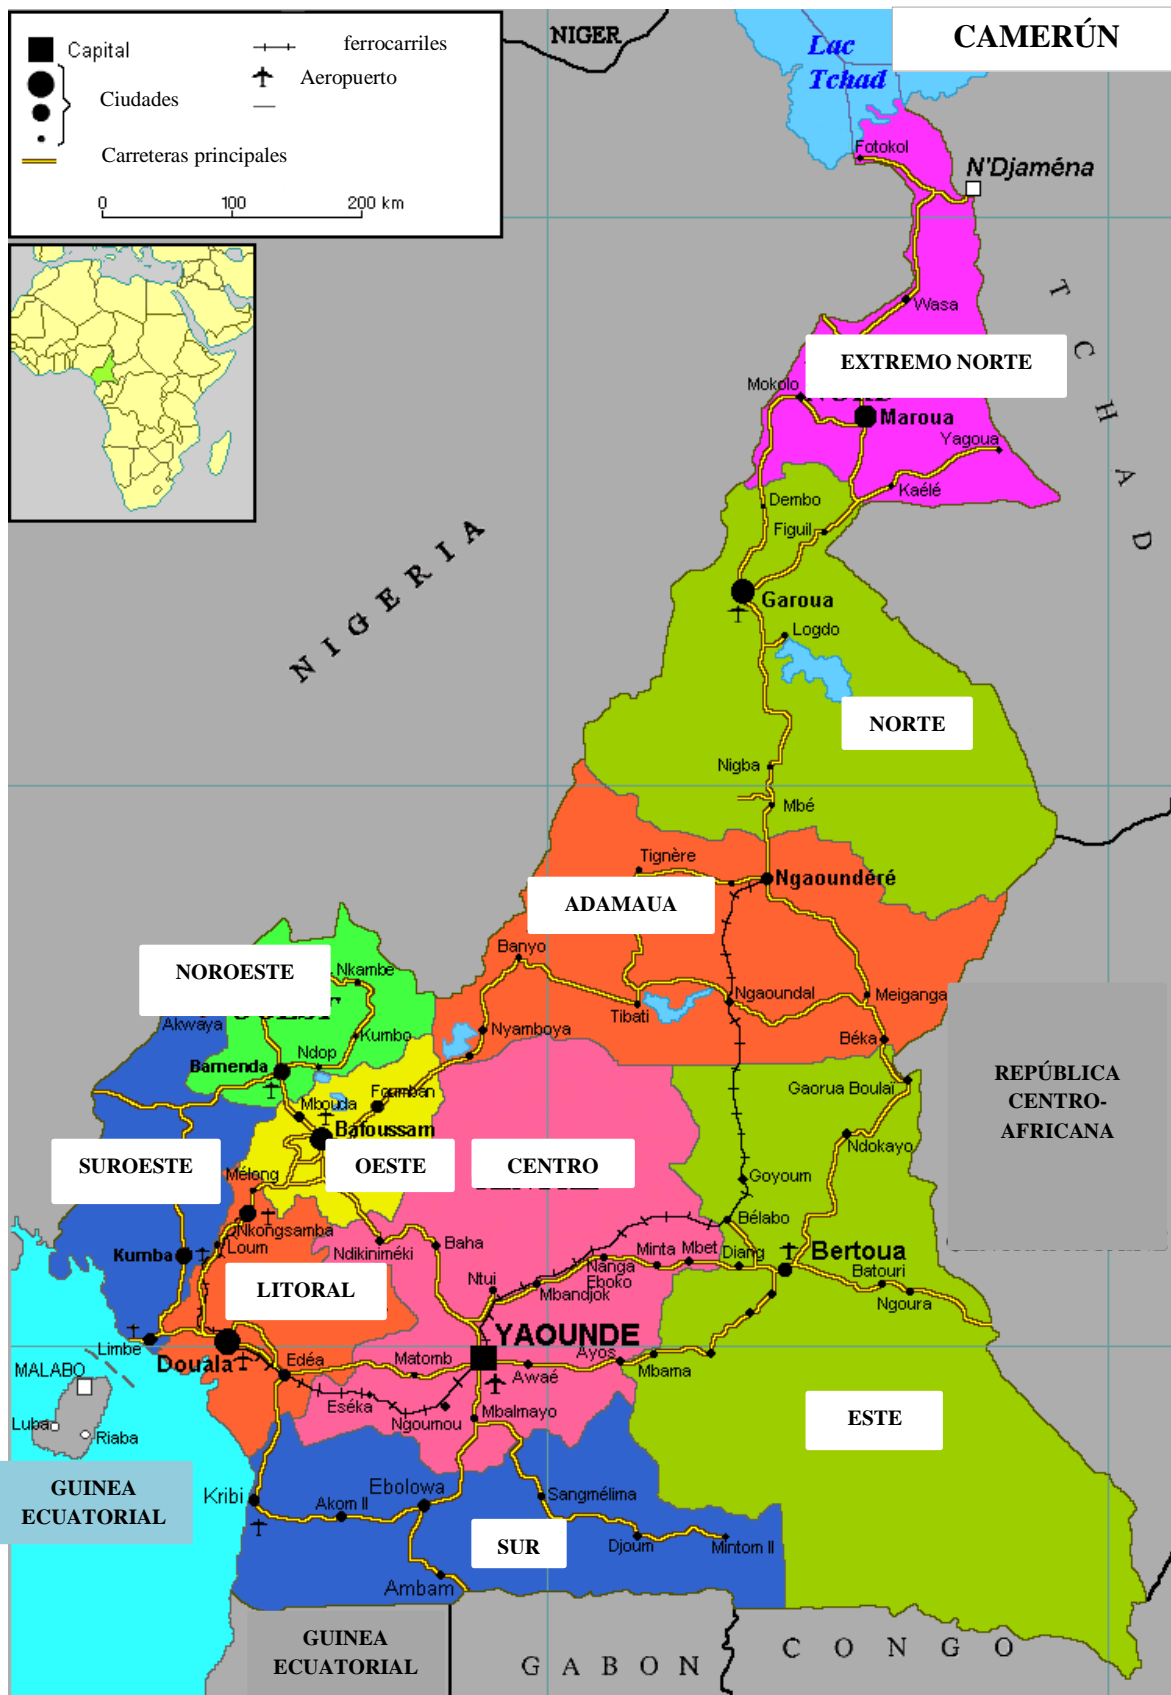 CAMERÚN
Capital
ferrocarriles
Ciudades
Aeropuerto
Carreteras principales
0 100 200 km
NIGER
Lac
Tchad
Fotokol
N'Djaména
TCHAD
Wasa
EXTREMO NORTE
Mokolo
Maroua
Yagoua
Kaélé
Dembo
Figuil
NIGERIA
Garoua
Logdo
NORTE
Nigba
Mbé
Tignère
Ngaoundéré
ADAMAUA
Banyo
NOROESTE
Nkambe
Akwaya
Kumbo
Ndop
Bamenda
Nyamboya
Tibati
Ngaoundal
Meiganga
Béka
Gaorua Boulaï
REPÚBLICA
CENTRO-
AFRICANA
Foumban
Mbouda
Bafoussam
SUROESTE
OESTE
CENTRO
Ndokayo
Goyoum
Mélong
Nkongsamba
Loum
Kumba
Ndikiniméki
Baha
Bélabo
Minta
Mbet
Diang
Bertoua
Nanga
Eboko
Batouri
Ngoura
Ntui
Mbandjok
LITORAL
YAOUNDE
Limbe
Douala
Edéa
Matomb
Awaé
Ayos
Mbama
MALABO
Luba
Riaba
Eséka
Ngoumou
Mbalmayo
ESTE
GUINEA
ECUATORIAL
Kribi
Akom II
Ebolowa
Sangmélima
SUR
Djoum
Mintom II
Ambam
GUINEA
ECUATORIAL
GABON
CONGO